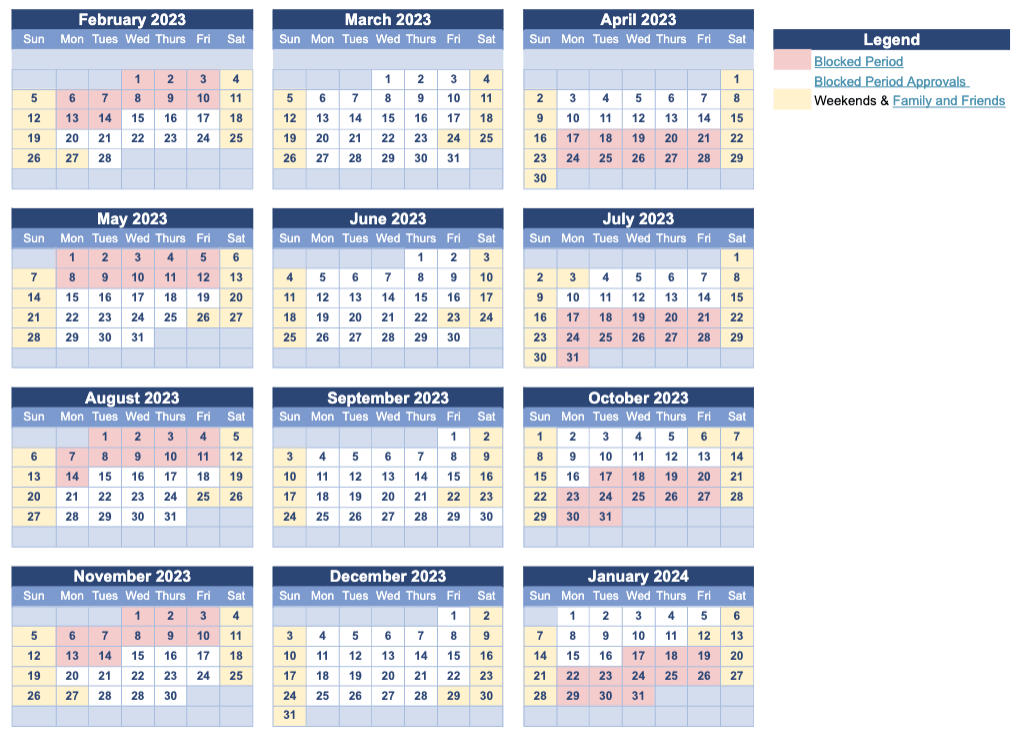 February 2023
Sun Mon Tues Wed Thurs Fri Sat
1 2 3 4
5 6 7 8 9 10 11
12 13 14 15 16 17 18
19 20 21 22 23 24 25
26 27 28
March 2023
Sun Mon Tues Wed Thurs Fri Sat
1 2 3 4
5 6 7 8 9 10 11
12 13 14 15 16 17 18
19 20 21 22 23 24 25
26 27 28 29 30 31
April 2023
Sun Mon Tues Wed Thurs Fri Sat
1
2 3 4 5 6 7 8
9 10 11 12 13 14 15
16 17 18 19 20 21 22
23 24 25 26 27 28 29
30
Legend
Blocked Period
Blocked Period Approvals
Weekends & Family and Friends
May 2023
Sun Mon Tues Wed Thurs Fri Sat
1 2 3 4 5 6
7 8 9 10 11 12 13
14 15 16 17 18 19 20
21 22 23 24 25 26 27
28 29 30 31
June 2023
Sun Mon Tues Wed Thurs Fri Sat
1 2 3
4 5 6 7 8 9 10
11 12 13 14 15 16 17
18 19 20 21 22 23 24
25 26 27 28 29 30
July 2023
Sun Mon Tues Wed Thurs Fri Sat
1
2 3 4 5 6 7 8
9 10 11 12 13 14 15
16 17 18 19 20 21 22
23 24 25 26 27 28 29
30 31
August 2023
Sun Mon Tues Wed Thurs Fri Sat
1 2 3 4 5
6 7 8 9 10 11 12
13 14 15 16 17 18 19
20 21 22 23 24 25 26
27 28 29 30 31
September 2023
Sun Mon Tues Wed Thurs Fri Sat
1 2
3 4 5 6 7 8 9
10 11 12 13 14 15 16
17 18 19 20 21 22 23
24 25 26 27 28 29 30
October 2023
Sun Mon Tues Wed Thurs Fri Sat
1 2 3 4 5 6 7
8 9 10 11 12 13 14
15 16 17 18 19 20 21
22 23 24 25 26 27 28
29 30 31
November 2023
Sun Mon Tues Wed Thurs Fri Sat
1 2 3 4
5 6 7 8 9 10 11
12 13 14 15 16 17 18
19 20 21 22 23 24 25
26 27 28 28 30
December 2023
Sun Mon Tues Wed Thurs Fri Sat
1 2
3 4 5 6 7 8 9
10 11 12 13 14 15 16
17 18 19 20 21 22 23
24 25 26 27 28 29 30
31
January 2024
Sun Mon Tues Wed Thurs Fri Sat
1 2 3 4 5 6
7 8 9 10 11 12 13
14 15 16 17 18 19 20
21 22 23 24 25 26 27
28 29 30 31